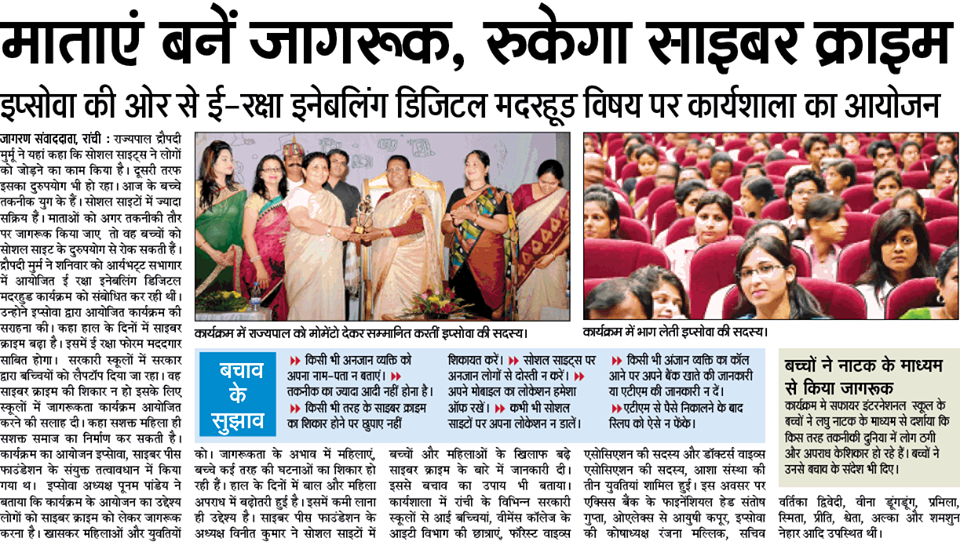 माताएं बनें जागरूक, रुकेगा साइबर क्राइम
इप्सोवा की ओर से ई-रक्षा इनेबलिंग डिजिटल मदरहूड विषय पर कार्यशाला का आयोजन
जागरण संवाददाता, रांची : राज्यपाल द्रौपदी
मुर्मू ने यहां कहा कि सोशल साइट्स ने लोगों
को जोड़ने का काम किया है। दूसरी तरफ
इसका दुरुपयोग भी हो रहा। आज के बच्चे
तकनीक युग के हैं। सोशल साइटों में ज्यादा
सक्रिय हैं। माताओं को अगर तकनीकी तौर
पर जागरूक किया जाए तो वह बच्चों को
सोशल साइट के दुरुपयोग से रोक सकती हैं।
द्रौपदी मुर्म ने शनिवार को आर्यभट्ट सभागार
में आयोजित ई रक्षा इनेबलिंग डिजिटल
मदरहुड कार्यक्रम को संबोधित कर रही थी।
उन्होंने इप्सोवा द्वारा आयोजित कार्यक्रम की
सराहना की। कहा हाल के दिनों में साइबर
क्राइम बढ़ा है। इसमें ई रक्षा फोरम मददगार
साबित होगा। सरकारी स्कूलों में सरकार
द्वारा बच्चियों को लैपटॉप दिया जा रहा। वह
साइबर क्राइम की शिकार न हो इसके लिए
स्कूलों में जागरूकता कार्यक्रम आयोजित
करने की सलाह दी। कहा सशक्त महिला ही
सशक्त समाज का निर्माण कर सकती है।
कार्यक्रम का आयोजन इप्सोवा, साइबर पीस
फाउंडेशन के संयुक्त तत्वावधान में किया
गया था। इप्सोवा अध्यक्ष पूनम पांडेय ने
बताया कि कार्यक्रम के आयोजन का उद्देश्य
लोगों को साइबर क्राइम को लेकर जागरूक
करना है। खासकर महिलाओं और युवतियों
कार्यक्रम में राज्यपाल को मोमेंटो देकर सम्मानित करतीं इप्सोवा की सदस्य।
कार्यक्रम में भाग लेती इप्सोवा की सदस्य।
बचाव
के
सुझाव
किसी भी अनजान व्यक्ति को
अपना नाम-पता न बताएं।
तकनीक का ज्यादा आदी नहीं होना है।
किसी भी तरह के साइबर क्राइम
का शिकार होने पर छुपाए नहीं
शिकायत करें। सोशल साइट्स पर
अनजान लोगों से दोस्ती न करें।
अपने मोबाइल का लोकेशन हमेशा
ऑफ़ रखें। कभी भी सोशल
साइटों पर अपना लोकेशन न डालें।
किसी भी अंजान व्यक्ति का कॉल
आने पर अपने बैंक खाते की जानकारी
या एटीएम की जानकारी न दें।
एटीएम से पैसे निकालने के बाद
स्लिप को ऐसे न फेंके।
बच्चों ने नाटक के माध्यम
से किया जागरूक
कार्यक्रम में सफायर इंटरनेशनल स्कूल के
बच्चों ने लघु नाटक के माध्यम से दर्शाया कि
किस तरह तकनीकी दुनिया में लोग ठगी
और अपराध केशिकार हो रहे हैं। बच्चों ने
उनसे बचाव के संदेश भी दिए।
को। जागरूकता के अभाव में महिलाएं,
बच्चे कई तरह की घटनाओं का शिकार हो
रही हैं। हाल के दिनों में बाल और महिला
अपराध में बढ़ोतरी हुई है। इसमें कमी लाना
ही उद्देश्य है। साइबर पीस फाउंडेशन के
अध्यक्ष विनीत कुमार ने सोशल साइटों में
बच्चों और महिलाओं के खिलाफ बढ़े
साइबर क्राइम के बारे में जानकारी दी।
इससे बचाव का उपाय भी बताया।
कार्यशाला में रांची के विभिन्न सरकारी
स्कूलों से आई बच्चियां, वीमेंस कॉलेज के
आइटी विभाग की छात्राएं, फॉरेस्ट वाइव्स
एसोसिएशन की सदस्य और डॉक्टर्स वाइव्स
एसोसिएशन की सदस्य, आशा संस्था की
तीन युवतियां शामिल हुईं। इस अवसर पर
एक्सिस बैंक के फाइनेंशियल हेड संतोष
गुप्ता, ओएलेक्स से आयुषी कपूर, इप्सोवा
की कोषाध्यक्ष रंजना मल्लिक, सचिव
वर्तिका द्विवेदी, वीना डूंगडूंग, प्रमिला,
स्मिता, प्रीति, श्वेता, अल्का और शमशुन
नेहार आदि उपस्थित थीं।